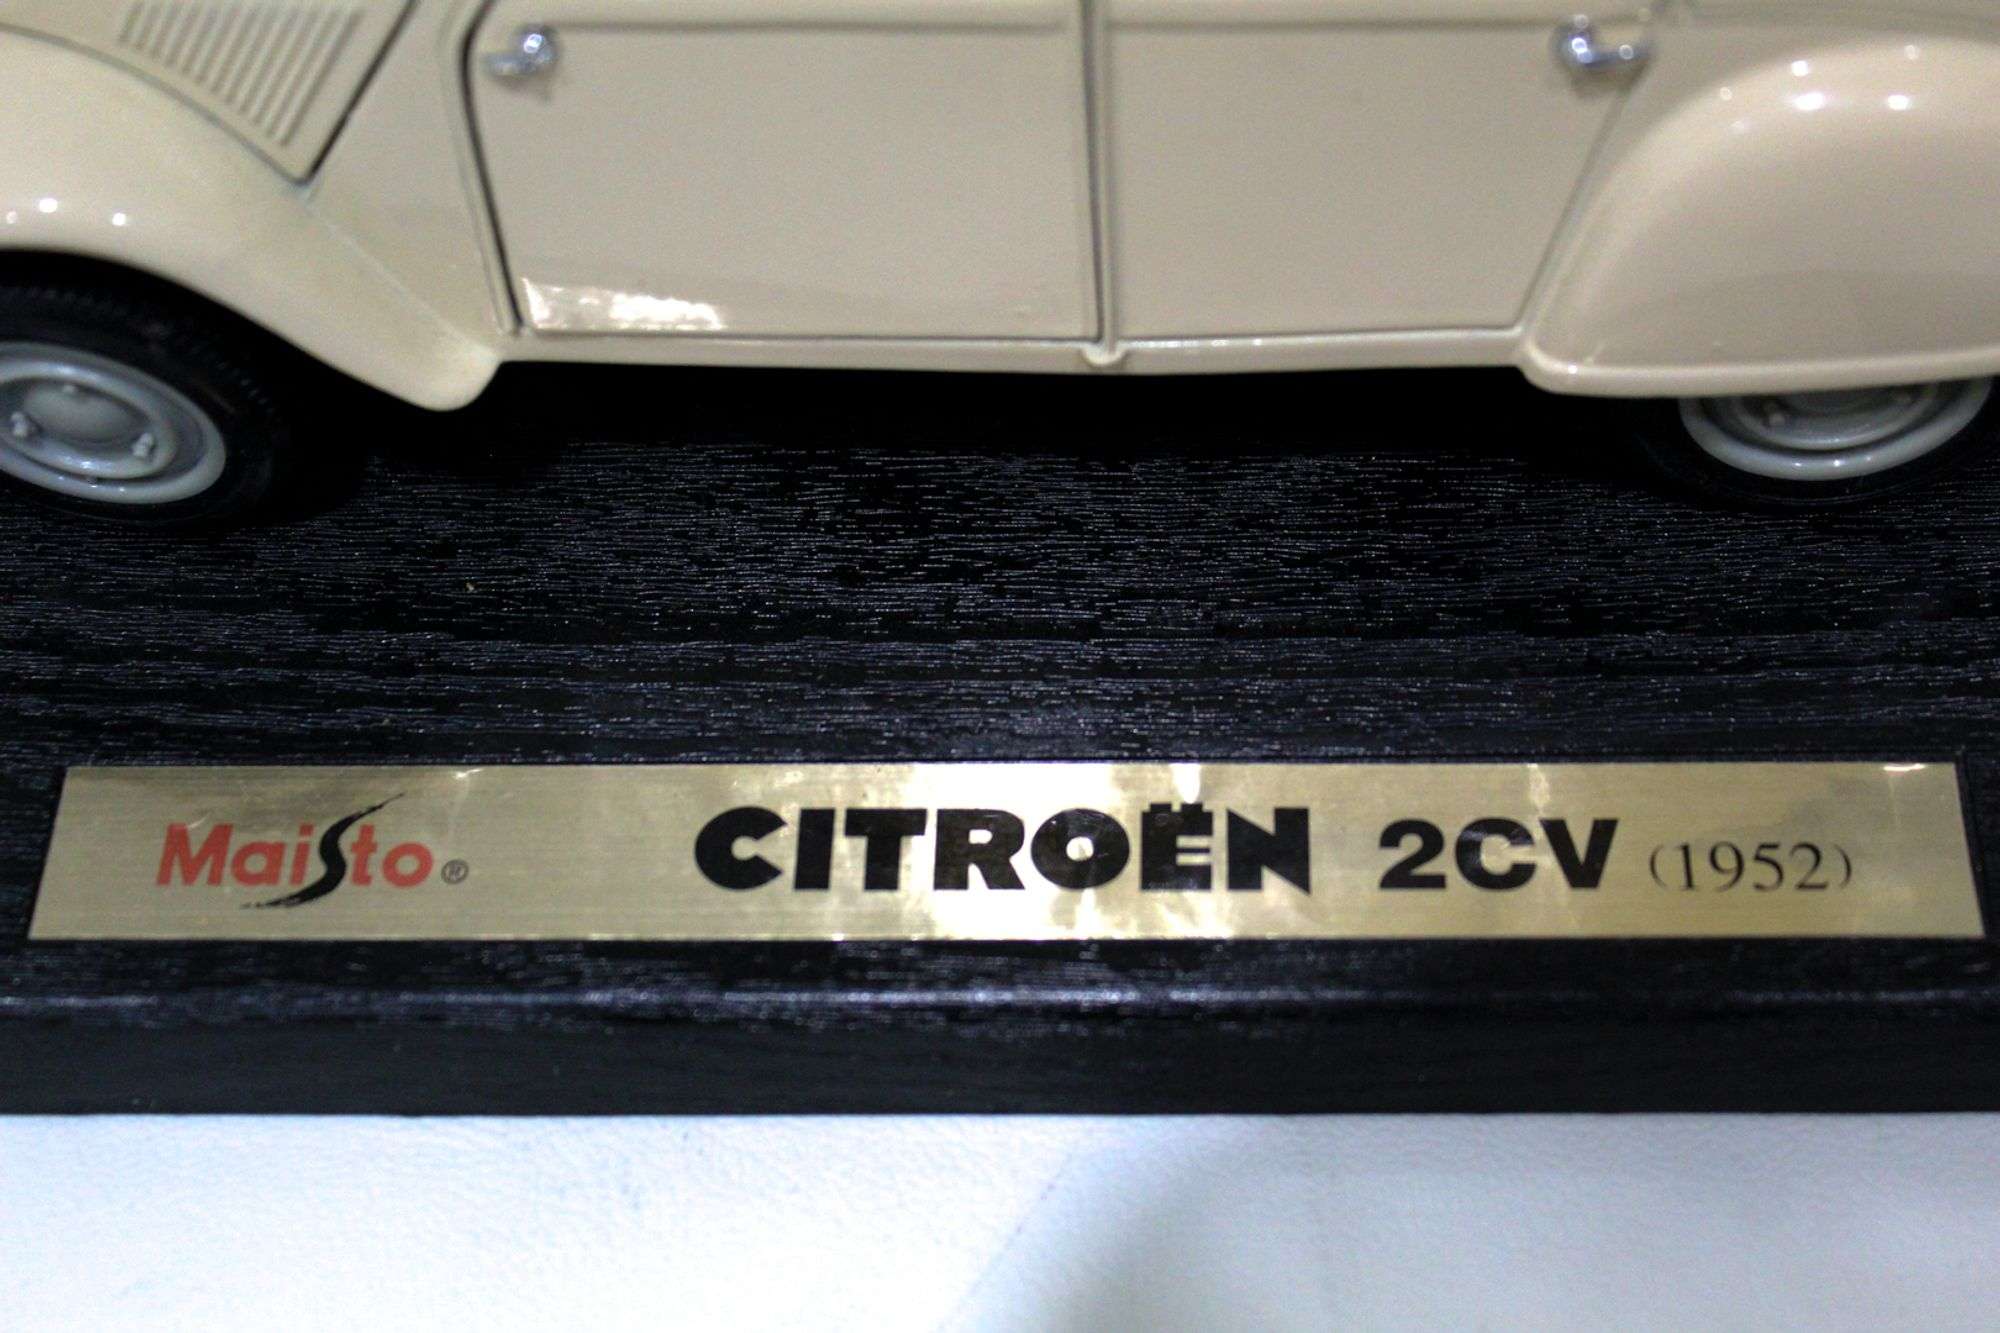 Maisto® CITROËN 2CV (1952)